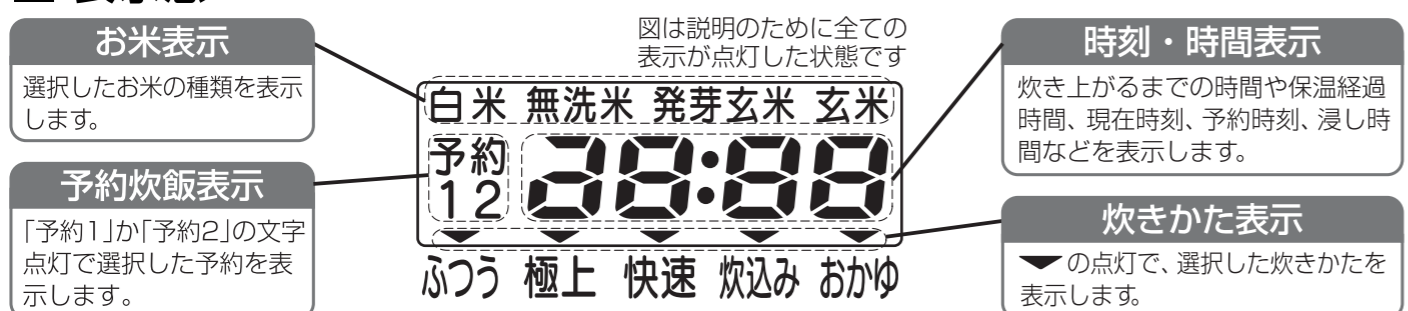 お米表示
選択したお米の種類を表示
します。
予約炊飯表示
「予約1」か「予約2」の文字
点灯で選択した予約を表
示します。
図は説明のために全ての
表示が点灯した状態です
白米 無洗米 発芽玄米 玄米
予約
12
38:88
ふつう 極上 快速 炊込み おかゆ
時刻・時間表示
炊き上がるまでの時間や保温経過
時間、現在時刻、予約時刻、浸し時
間などを表示します。
炊きかた表示
▼の点灯で、選択した炊きかたを
表示します。